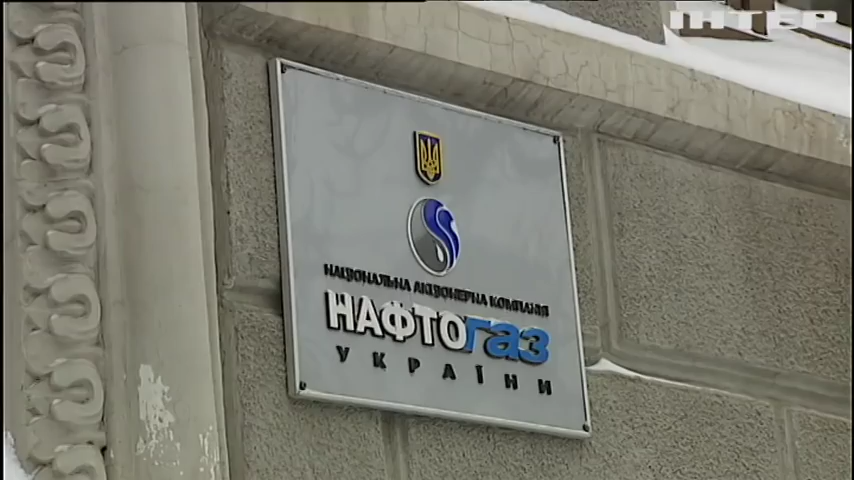 ІНТЕР
НАЦІОНАЛЬНА АКЦІОНЕРНА КОМПАНІЯ
НАФТОГАЗ
УКРАЇНИ